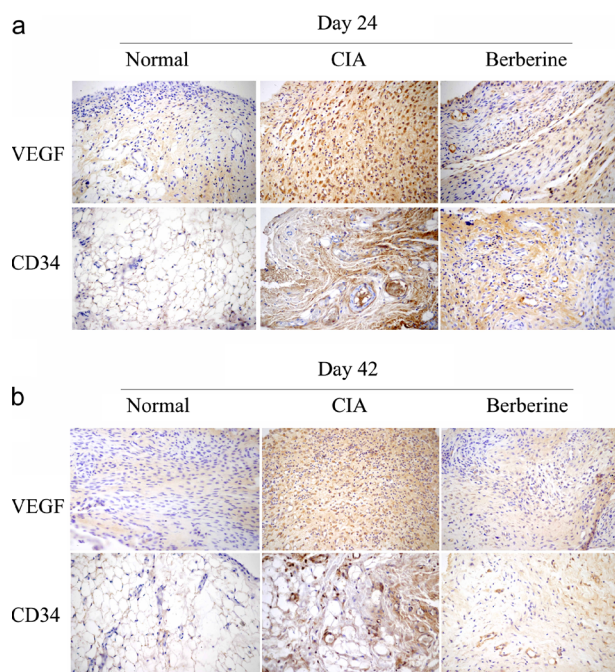 a
Day 24
Normal CIA Berberine
VEGF
CD34
b
Day 42
Normal CIA Berberine
VEGF
CD34